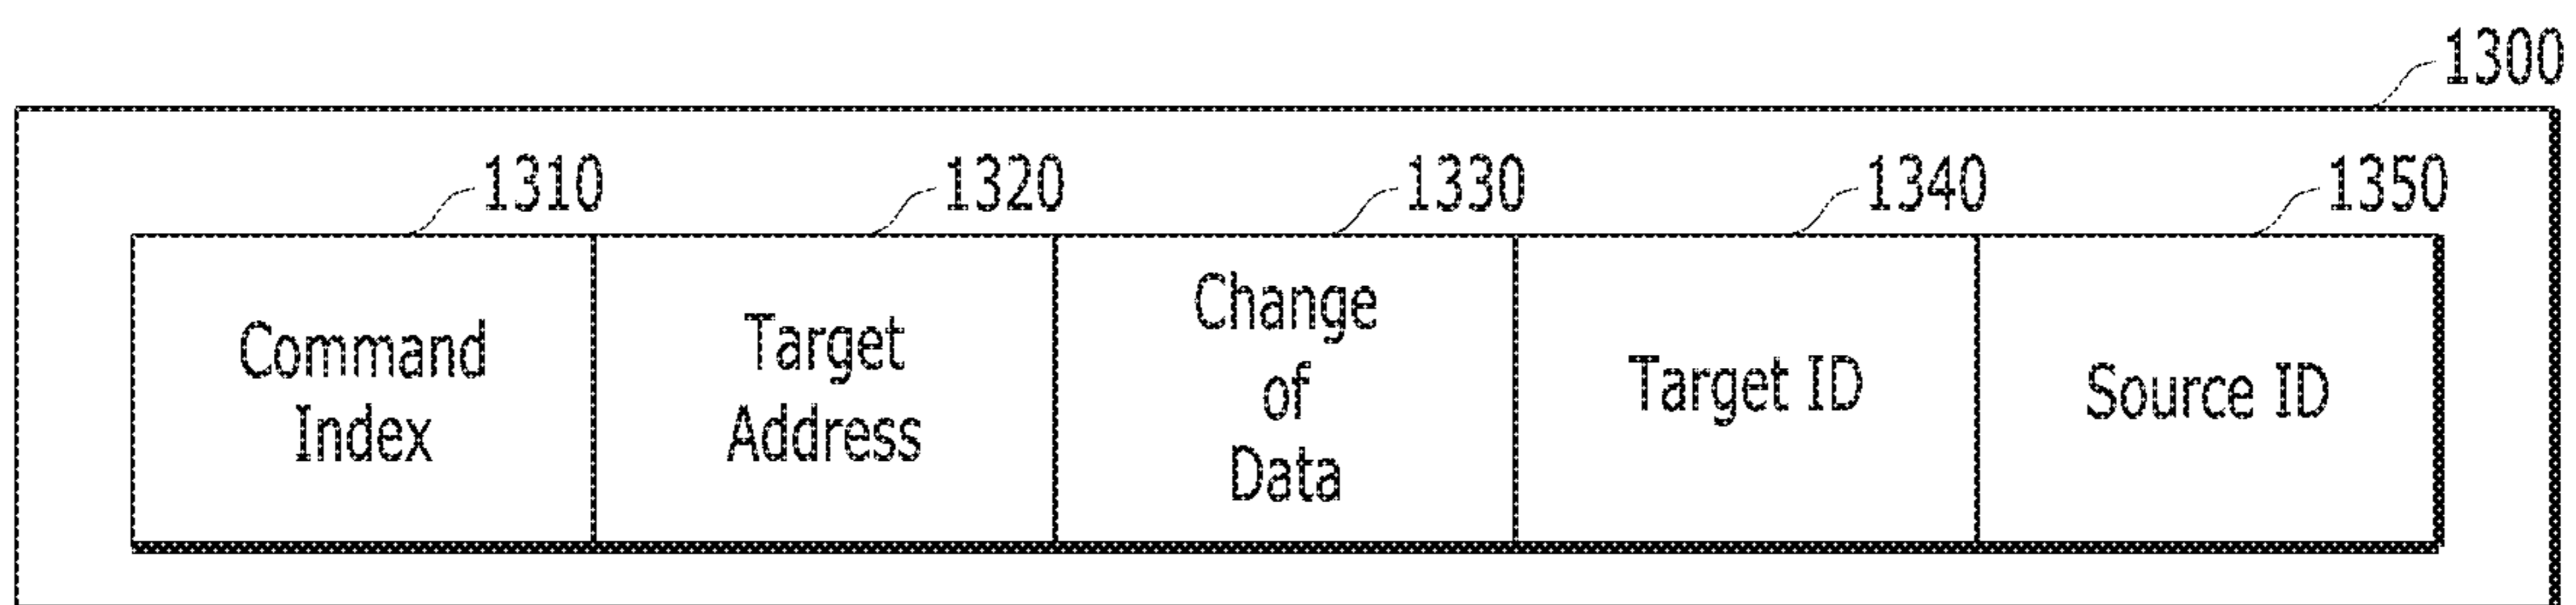 1300
1310
1320
1330
1340
1350
Command
Index
Target
Address
Change
of
Data
Target ID
Source ID